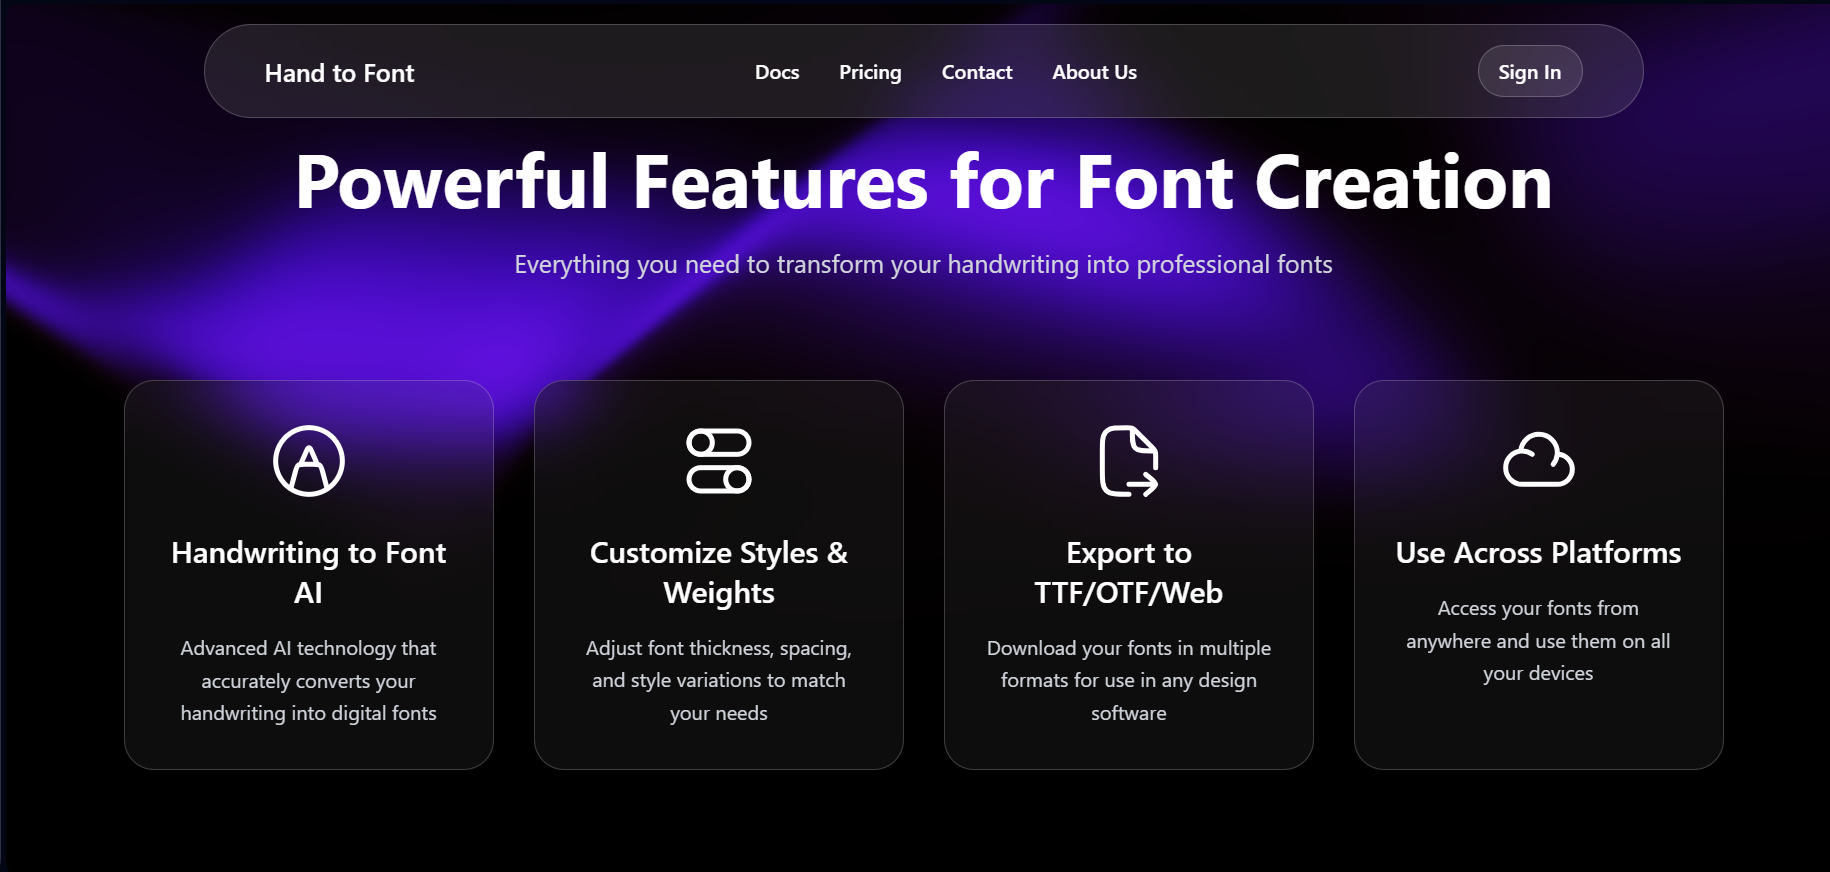 Hand to Font
Docs
Pricing
Contact
About Us
Sign In
Powerful Features for Font Creation
Everything you need to transform your handwriting into professional fonts
Handwriting to Font
AI
Advanced AI technology that
accurately converts your
handwriting into digital fonts
Customize Styles &
Weights
Adjust font thickness, spacing,
and style variations to match
your needs
Export to
TTF/OTF/Web
Download your fonts in multiple
formats for use in any design
software
Use Across Platforms
Access your fonts from
anywhere and use them on all
your devices